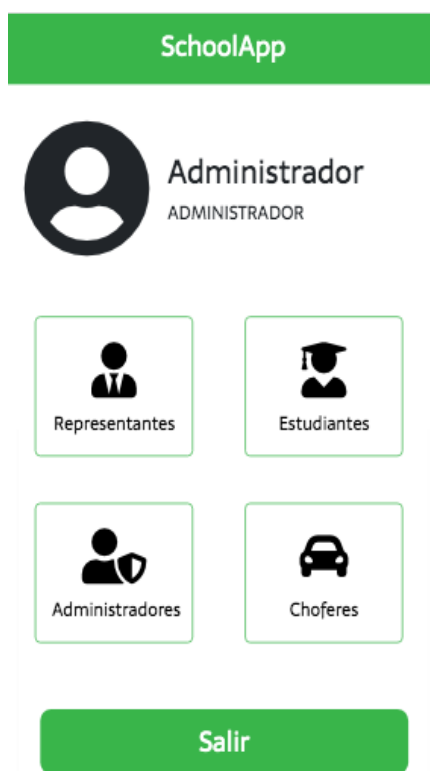 SchoolApp
Administrador
ADMINISTRADOR
Representantes
Estudiantes
Administradores
Choferes
Salir